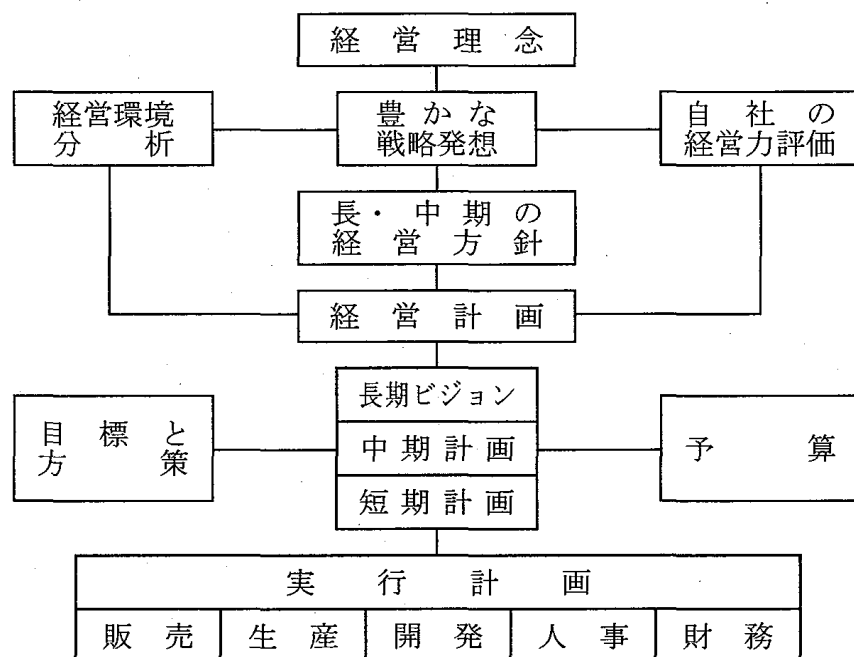 経営理念
経営環境
分析
豊かな
戦略発想
自社の
経営力評価
長・中期の
経営方針
経営計画
長期ビジョン
目標と
方策
中期計画
予算
短期計画
実行計画
販売
生産
開発
人事
財務